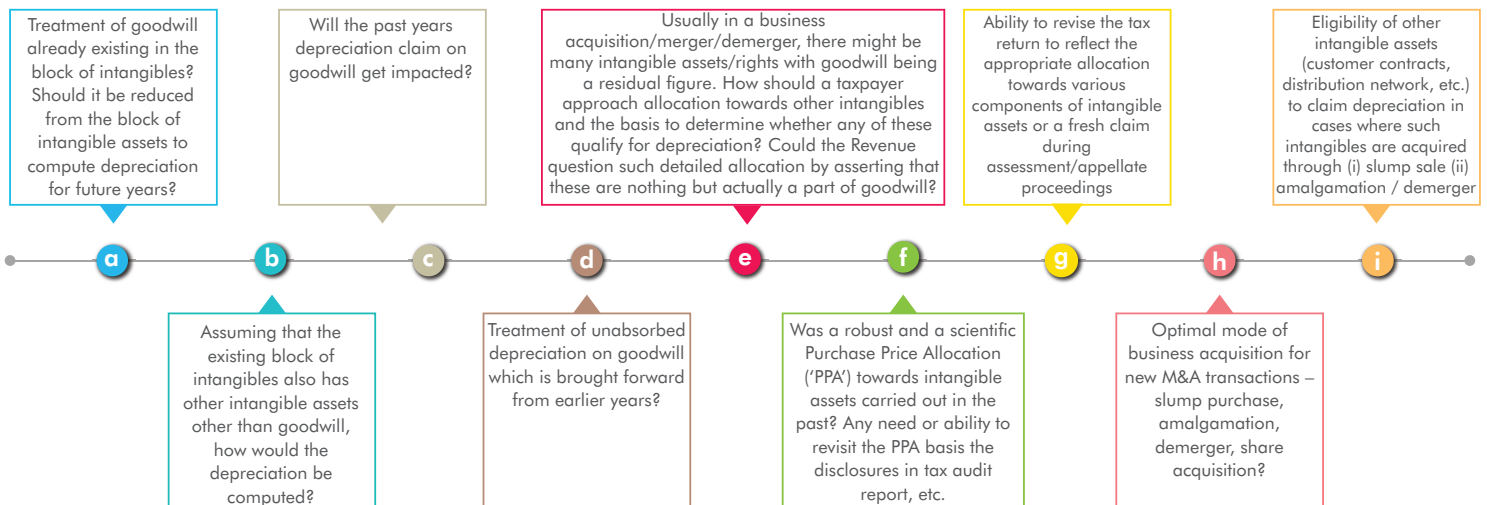 Treatment of goodwill
already existing in the
block of intangibles?
Should it be reduced
from the block of
intangible assets to
compute depreciation
for future years?
Will the past years
depreciation claim on
goodwill get impacted?
Usually in a business
acquisition/merger/demerger, there might be
many intangible assets/rights with goodwill being
a residual figure. How should a taxpayer
approach allocation towards other intangibles
and the basis to determine whether any of these
qualify for depreciation? Could the Revenue
question such detailed allocation by asserting that
these are nothing but actually a part of goodwill?
Ability to revise the tax
return to reflect the
appropriate allocation
towards various
components of intangible
assets or a fresh claim
during
assessment/appellate
proceedings
Eligibility of other
intangible assets
(customer contracts,
distribution network, etc.)
to claim depreciation in
cases where such
intangibles are acquired
through (i) slump sale (ii)
amalgamation / demerger
a
b
c
d
e
f
g
h
i
Assuming that the
existing block of
intangibles also has
other intangible assets
other than goodwill,
how would the
depreciation be
computed?
Treatment of unabsorbed
depreciation on goodwill
which is brought forward
from earlier years?
Was a robust and a scientific
Purchase Price Allocation
('PPA') towards intangible
assets carried out in the
past? Any need or ability to
revisit the PPA basis the
disclosures in tax audit
report, etc.
Optimal mode of
business acquisition for
new M&A transactions –
slump purchase,
amalgamation,
demerger, share
acquisition?